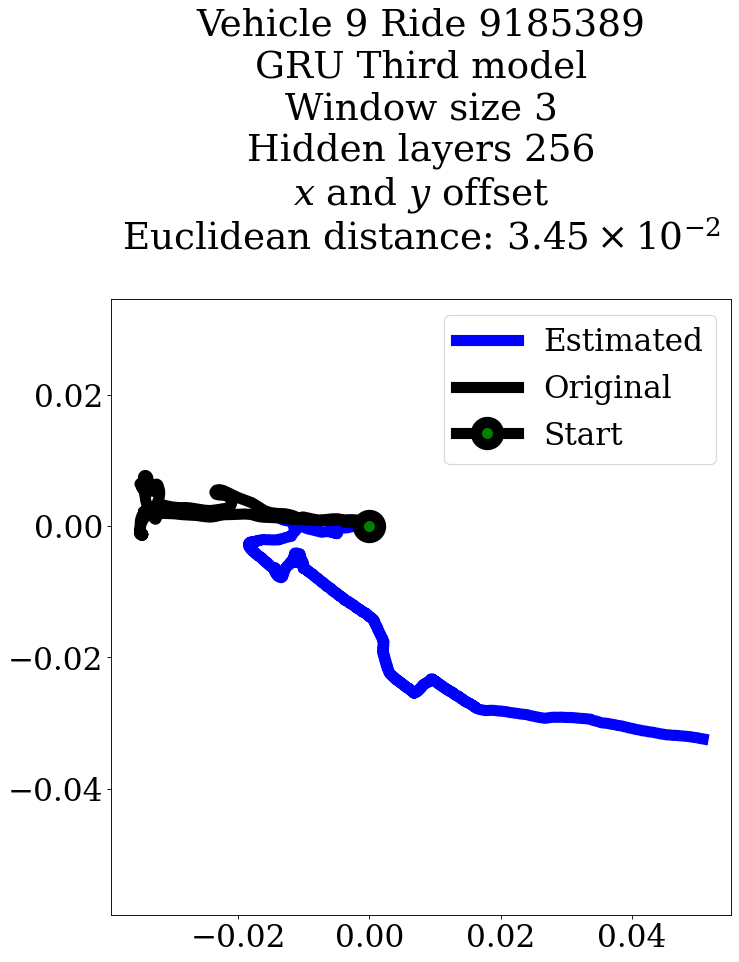 Vehicle 9 Ride 9185389
GRU Third model
Window size 3
Hidden layers 256
x and y offset
Euclidean distance: 3.45 × 10⁻²
Estimated
Original
Start
0.02
0.00
−0.02
−0.04
−0.02 0.00 0.02 0.04